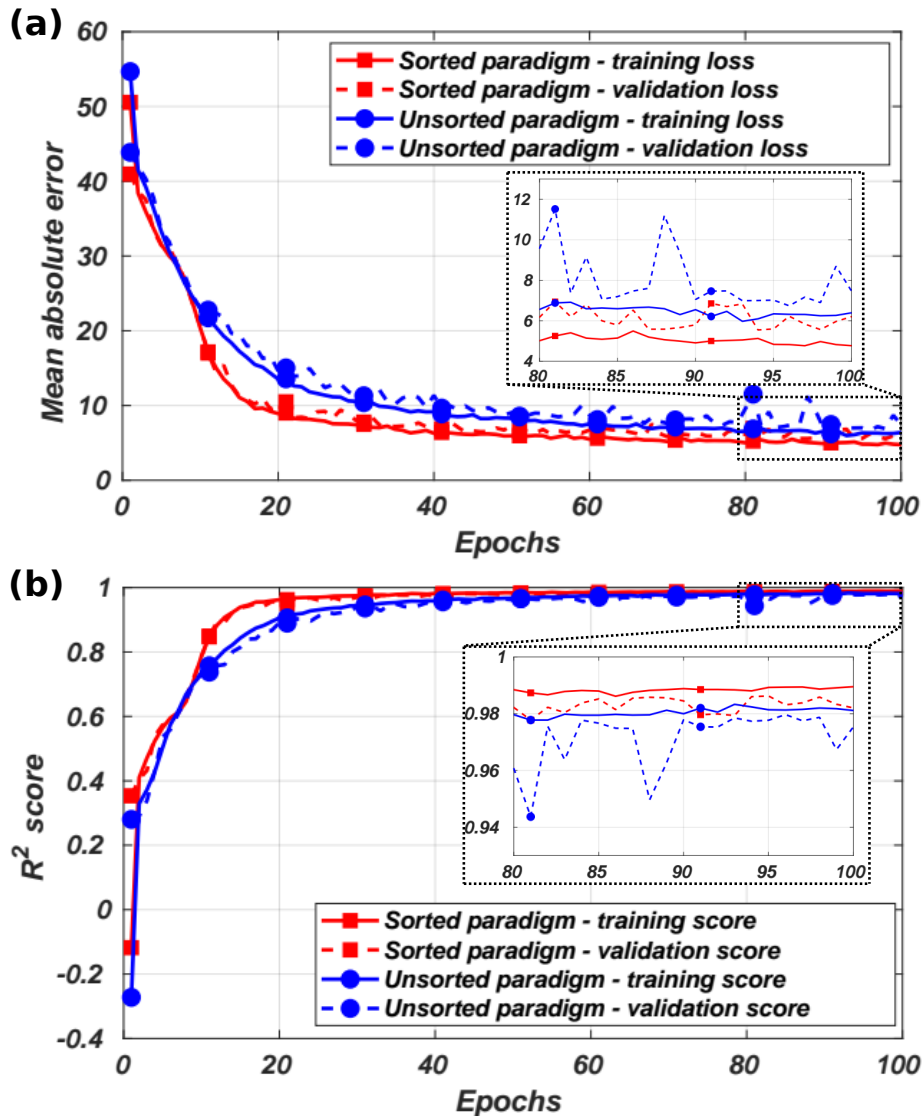 (a)
60
50
40
30
20
10
0
Mean absolute error
Sorted paradigm - training loss
Sorted paradigm - validation loss
Unsorted paradigm - training loss
Unsorted paradigm - validation loss
12
10
8
6
4
80 85 90 95 100
0 20 40 60 80 100
Epochs
(b)
1
0.8
0.6
0.4
0.2
0
-0.2
-0.4
R² score
1
0.98
0.96
0.94
80 85 90 95 100
Sorted paradigm - training score
Sorted paradigm - validation score
Unsorted paradigm - training score
Unsorted paradigm - validation score
0 20 40 60 80 100
Epochs